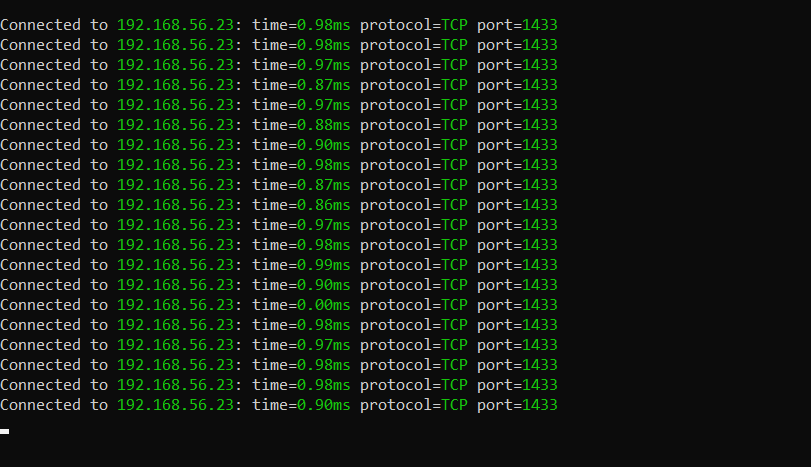 Connected to 192.168.56.23: time=0.98ms protocol=TCP port=1433
Connected to 192.168.56.23: time=0.98ms protocol=TCP port=1433
Connected to 192.168.56.23: time=0.97ms protocol=TCP port=1433
Connected to 192.168.56.23: time=0.87ms protocol=TCP port=1433
Connected to 192.168.56.23: time=0.97ms protocol=TCP port=1433
Connected to 192.168.56.23: time=0.88ms protocol=TCP port=1433
Connected to 192.168.56.23: time=0.90ms protocol=TCP port=1433
Connected to 192.168.56.23: time=0.98ms protocol=TCP port=1433
Connected to 192.168.56.23: time=0.87ms protocol=TCP port=1433
Connected to 192.168.56.23: time=0.86ms protocol=TCP port=1433
Connected to 192.168.56.23: time=0.97ms protocol=TCP port=1433
Connected to 192.168.56.23: time=0.98ms protocol=TCP port=1433
Connected to 192.168.56.23: time=0.99ms protocol=TCP port=1433
Connected to 192.168.56.23: time=0.90ms protocol=TCP port=1433
Connected to 192.168.56.23: time=0.00ms protocol=TCP port=1433
Connected to 192.168.56.23: time=0.98ms protocol=TCP port=1433
Connected to 192.168.56.23: time=0.97ms protocol=TCP port=1433
Connected to 192.168.56.23: time=0.98ms protocol=TCP port=1433
Connected to 192.168.56.23: time=0.98ms protocol=TCP port=1433
Connected to 192.168.56.23: time=0.90ms protocol=TCP port=1433